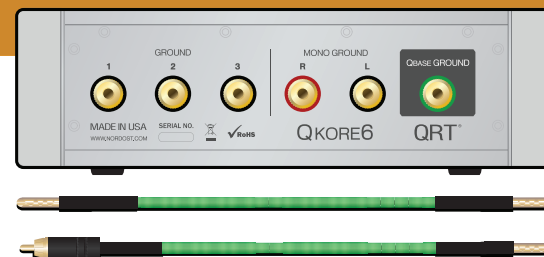 GROUND
1 2 3
MONO GROUND
R L
QBASE GROUND
MADE IN USA
WWW.NORDOST.COM
SERIAL NO.
RoHS
QKORE6
QRT®